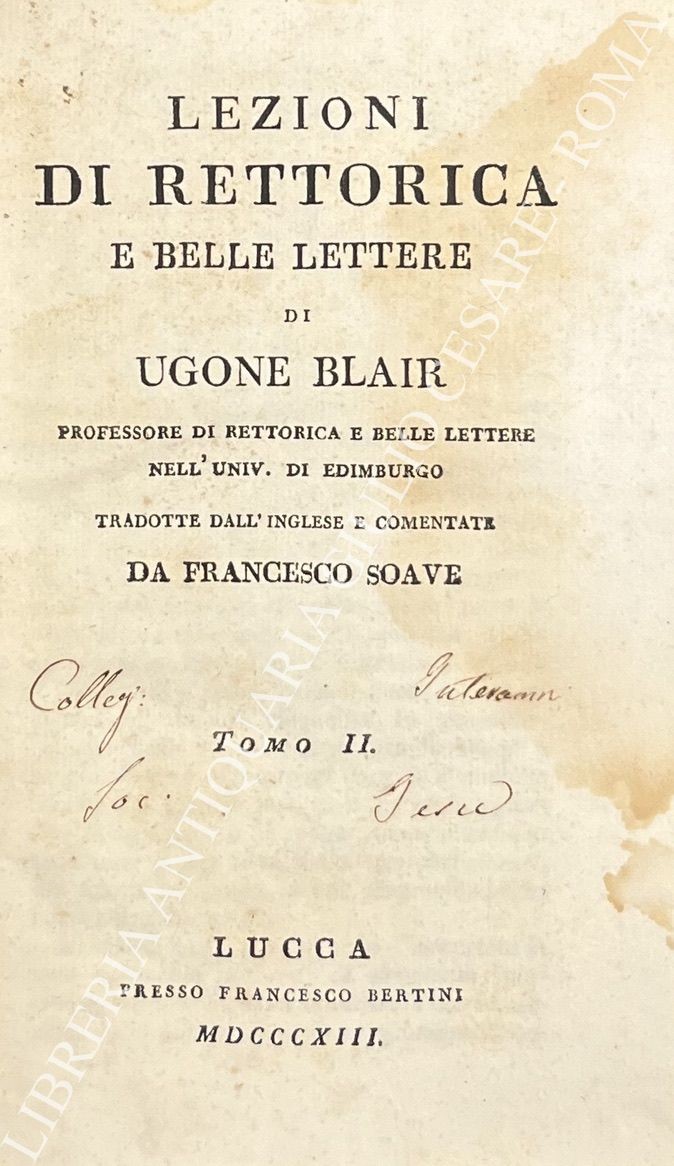 LEZIONI
DI RETTORICA
E BELLE LETTERE
DI
UGONE BLAIR
PROFESSORE DI RETTORICA E BELLE LETTERE
NELL'UNIV. DI EDIMBURGO
TRADOTTE DALL'INGLESE E COMENTATE
DA FRANCESCO SOAVE
Colleg: Interamn
TOMO II.
Soc: Jesu
LUCCA
PRESSO FRANCESCO BERTINI
MDCCCXIII.
LIBRERIA ANTIQUARIA GIULIO CESARE - ROMA